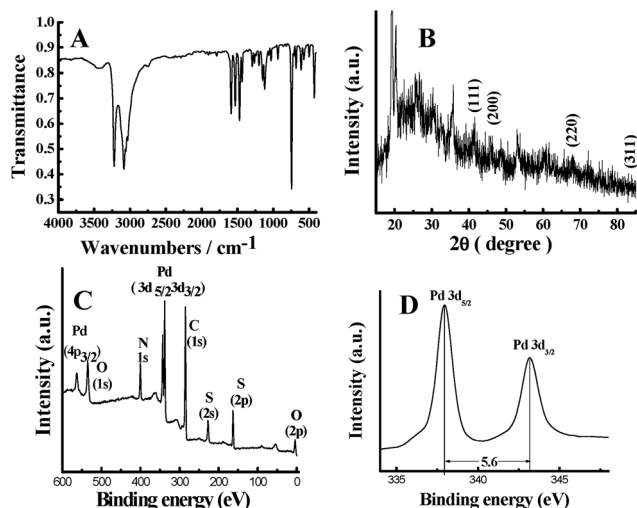 A
1.0
0.9
0.8
0.7
0.6
0.5
0.4
0.3
Transmittance
4000 3500 3000 2500 2000 1500 1000 500
Wavenumbers / cm-1
B
(111)
(200)
(220)
(311)
Intensity (a.u.)
20 30 40 50 60 70 80
2θ ( degree )
C
Pd
( 3d 5/2 3d3/2)
Pd
(4p3/2)
O
(1s)
N
1s
C
(1s)
S
(2s)
S
(2p)
O
(2p)
Intensity (a.u.)
600 500 400 300 200 100 0
Binding energy (eV)
D
Pd 3d5/2
Pd 3d3/2
5.6
Intensity (a.u.)
335 340 345
Binding energy (eV)